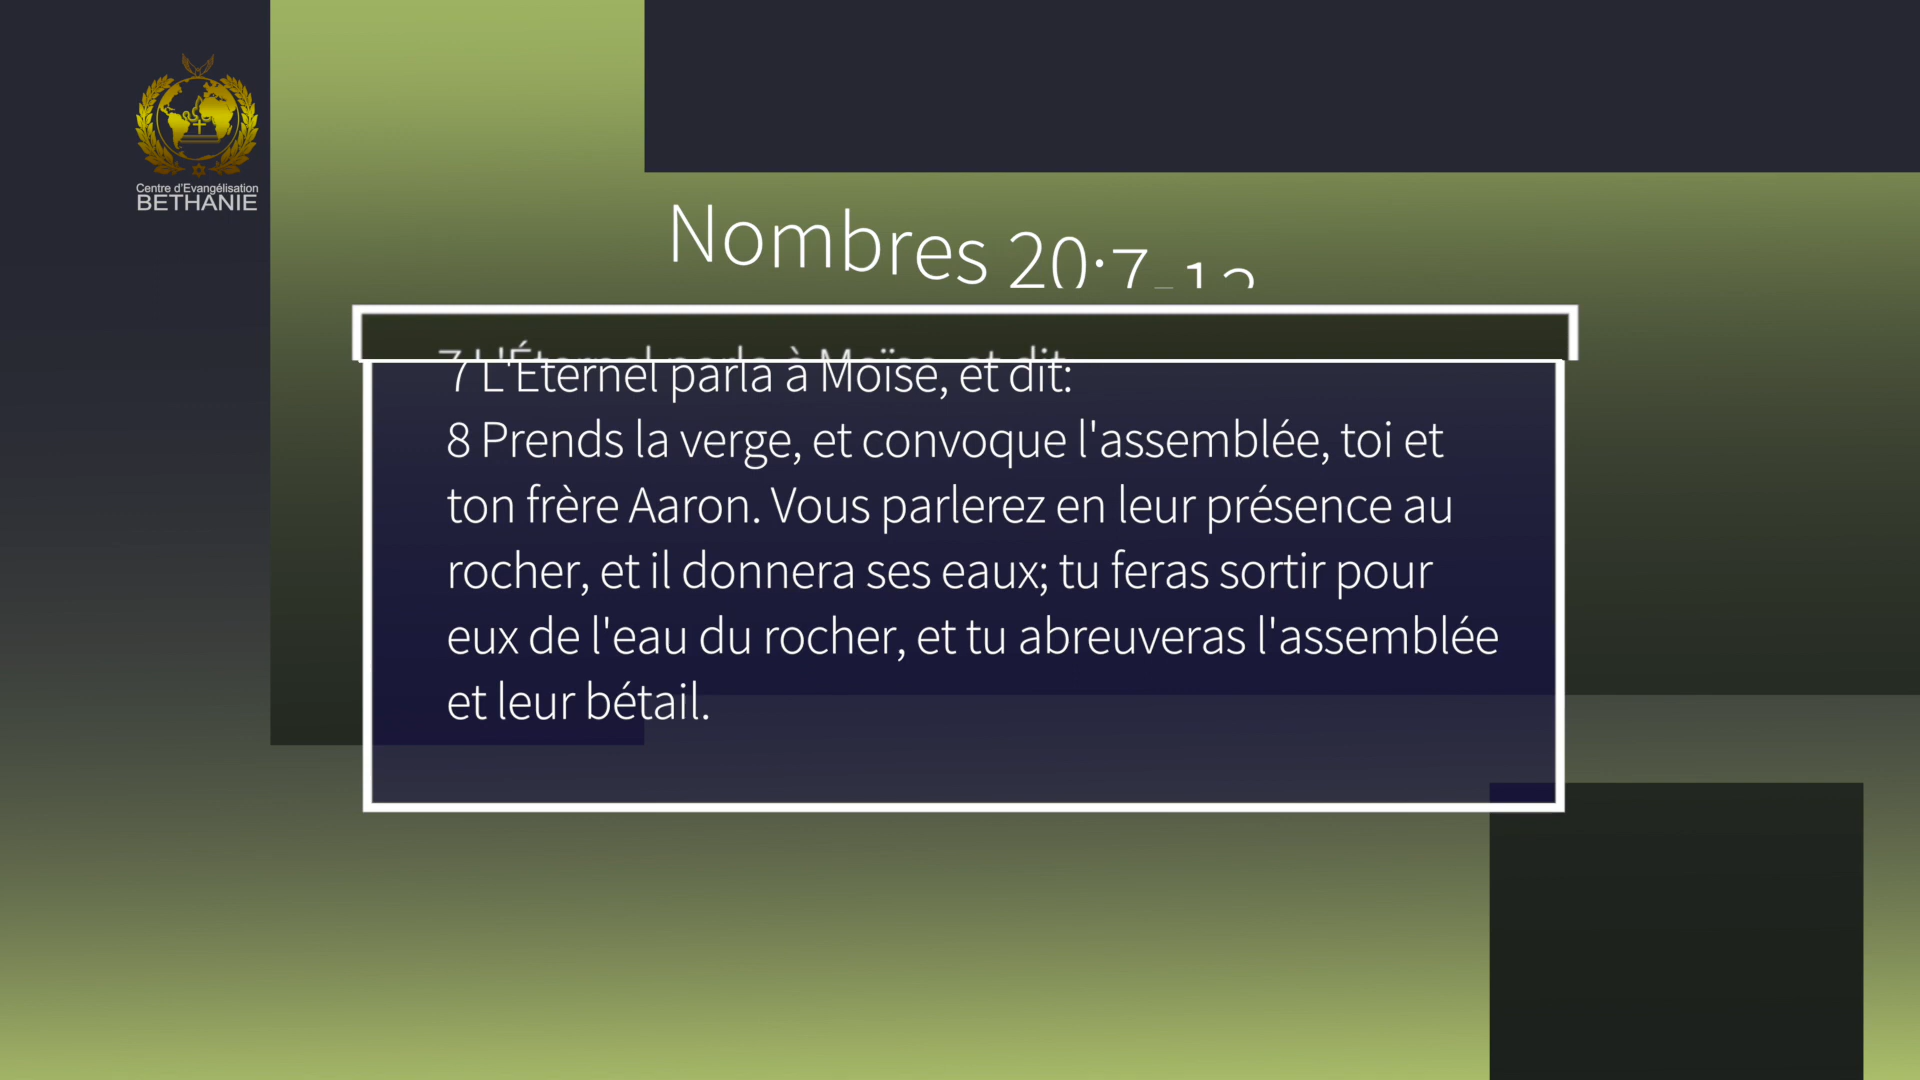 Centre d'Evangélisation
BETHANIE
Nombres 20:7-
7 L'Éternel parla à Moïse, et dit:
8 Prends la verge, et convoque l'assemblée, toi et
ton frère Aaron. Vous parlerez en leur présence au
rocher, et il donnera ses eaux; tu feras sortir pour
eux de l'eau du rocher, et tu abreuveras l'assemblée
et leur bétail.